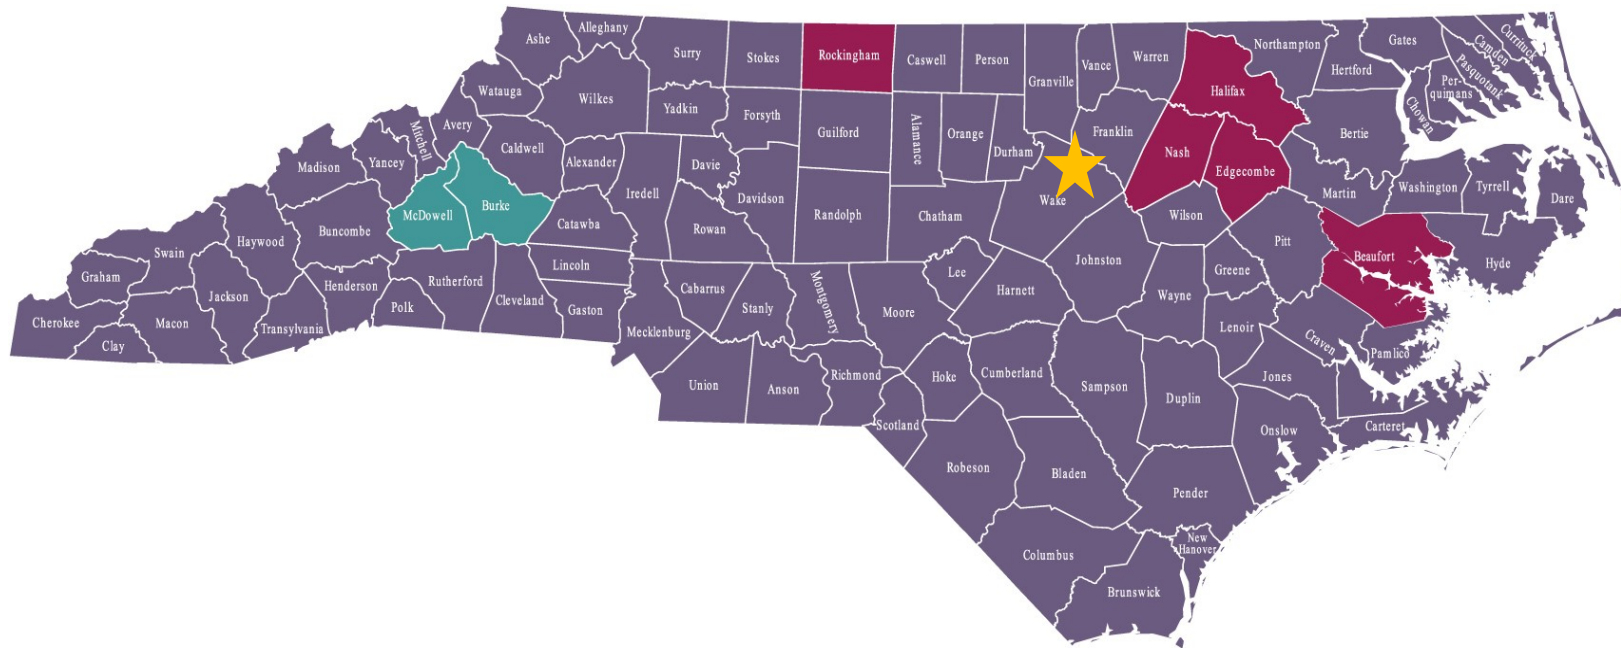 Ashe
Alleghany
Surry
Stokes
Rockingham
Caswell
Person
Granville
Vance
Warren
Northampton
Gates
Currituck
Camden
Pasquotank
Per-
quimans
Chowan
Hertford
Halifax
Bertie
Watauga
Wilkes
Yadkin
Forsyth
Guilford
Alamance
Orange
Durham
Franklin
Nash
Edgecombe
Martin
Washington
Tyrrell
Dare
Mitchell
Avery
Caldwell
Alexander
Davie
Iredell
Davidson
Randolph
Chatham
Wake
Wilson
Madison
Yancey
McDowell
Burke
Catawba
Rowan
Johnston
Pitt
Beaufort
Hyde
Buncombe
Haywood
Swain
Graham
Jackson
Henderson
Rutherford
Lincoln
Cleveland
Gaston
Polk
Transylvania
Macon
Cherokee
Clay
Cabarrus
Stanly
Montgomery
Moore
Lee
Harnett
Wayne
Greene
Lenoir
Craven
Pamlico
Mecklenburg
Union
Anson
Richmond
Hoke
Cumberland
Sampson
Duplin
Jones
Onslow
Carteret
Scotland
Robeson
Bladen
Pender
Columbus
New
Hanover
Brunswick